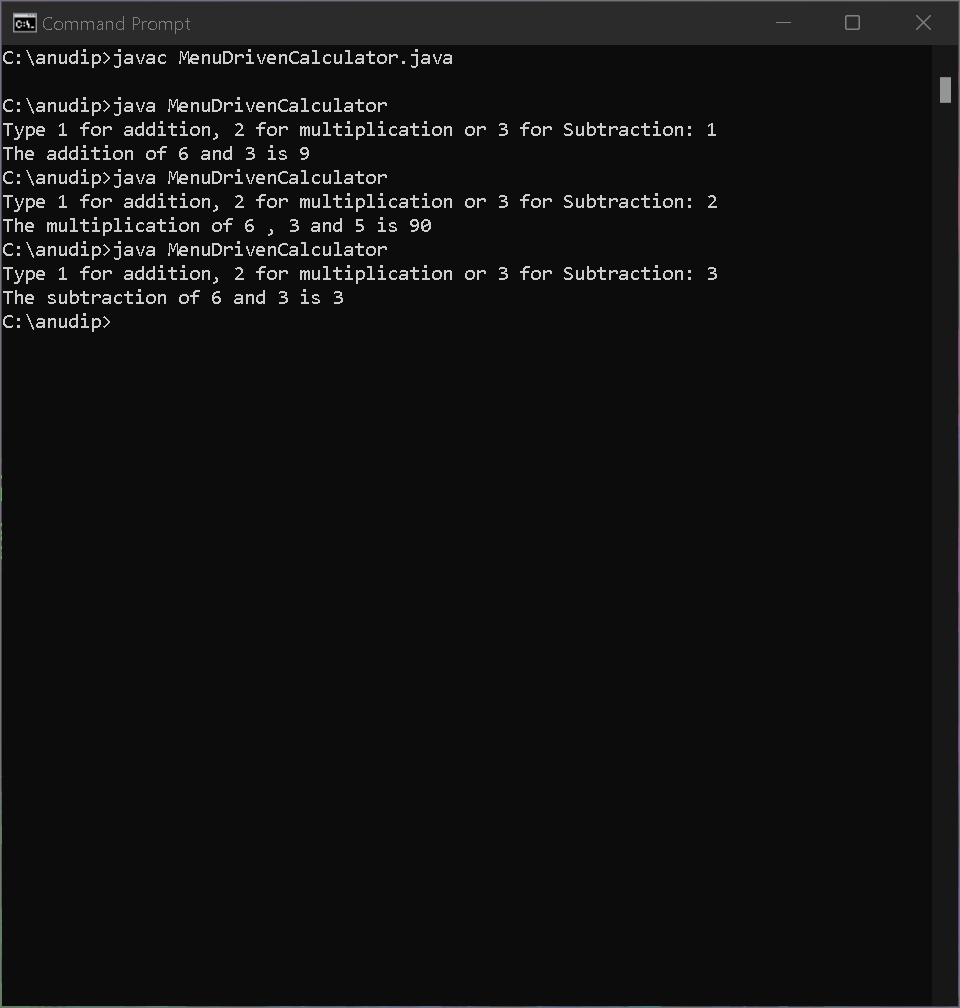 Command Prompt
C:\anudip>javac MenuDrivenCalculator.java
C:\anudip>java MenuDrivenCalculator
Type 1 for addition, 2 for multiplication or 3 for Subtraction: 1
The addition of 6 and 3 is 9
C:\anudip>java MenuDrivenCalculator
Type 1 for addition, 2 for multiplication or 3 for Subtraction: 2
The multiplication of 6 , 3 and 5 is 90
C:\anudip>java MenuDrivenCalculator
Type 1 for addition, 2 for multiplication or 3 for Subtraction: 3
The subtraction of 6 and 3 is 3
C:\anudip>